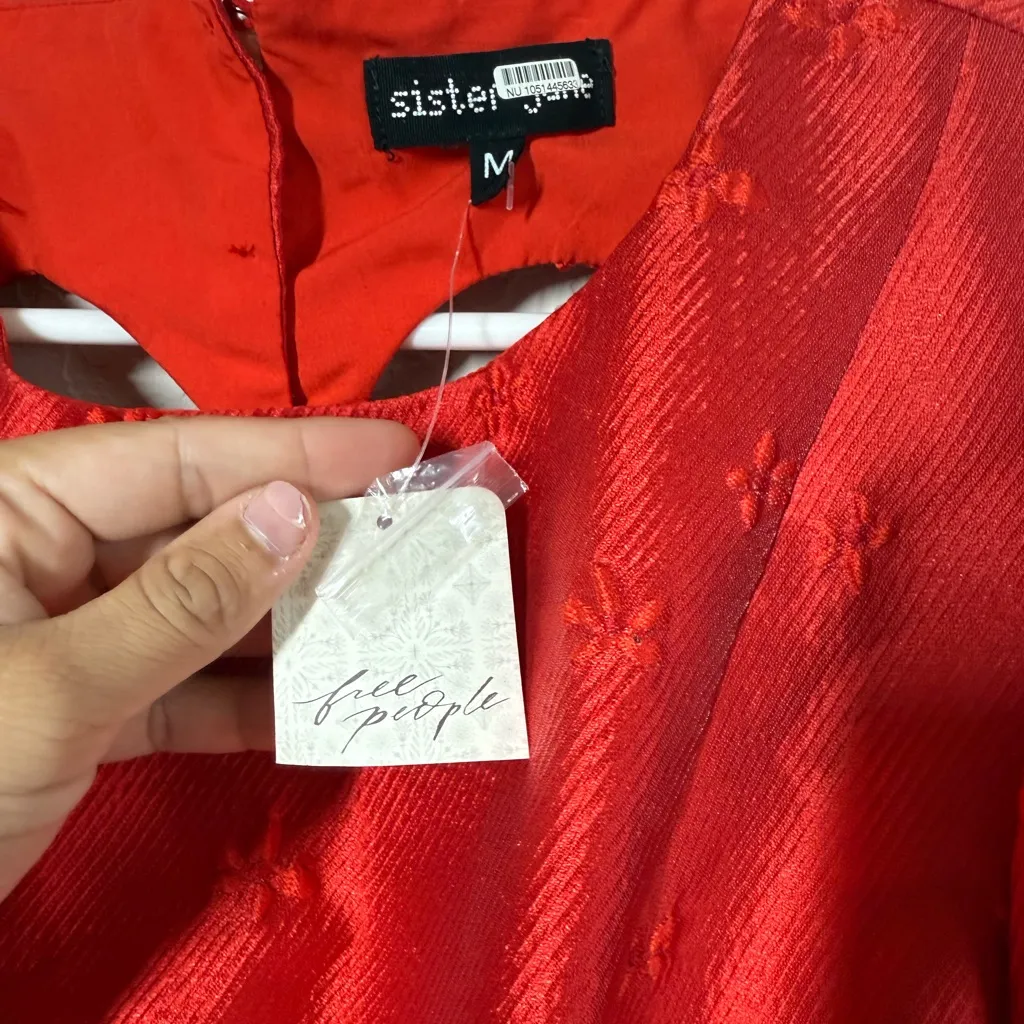 sister jane
NU 1051445633
M
free
people